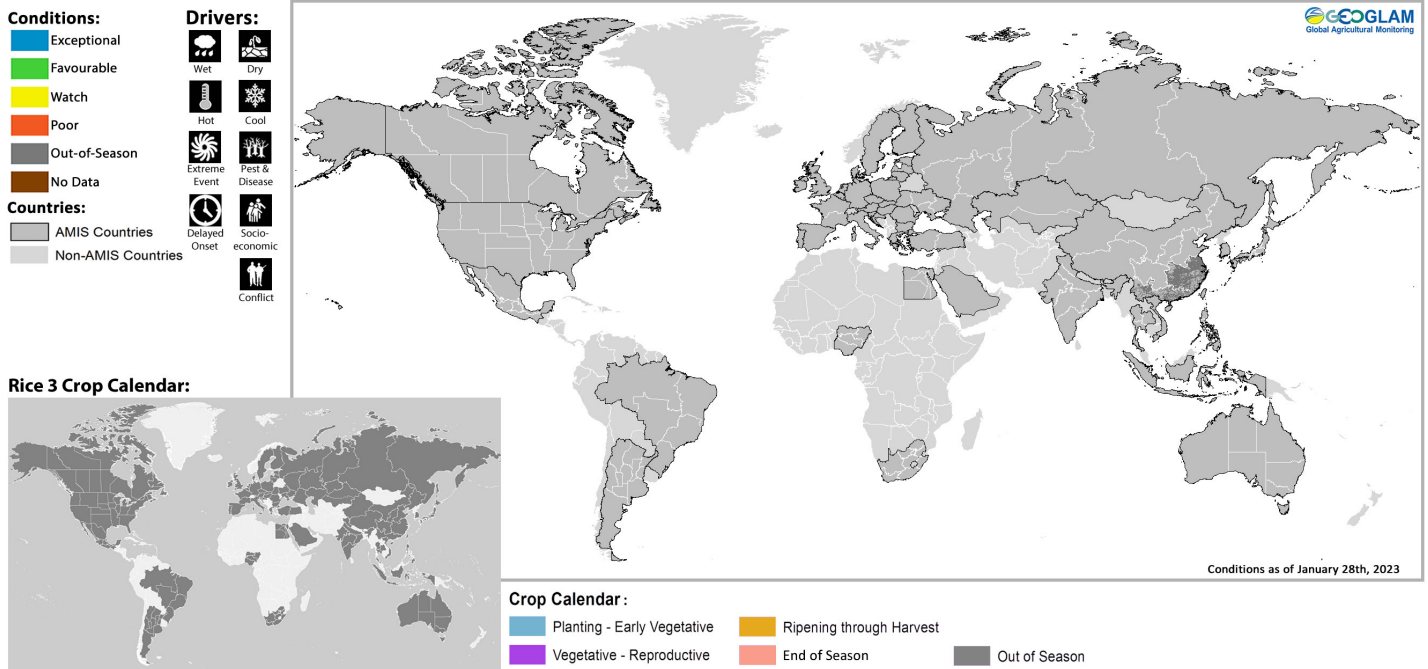 Conditions:
Exceptional
Favourable
Watch
Poor
Out-of-Season
No Data
Countries:
AMIS Countries
Non-AMIS Countries
Drivers:
Wet
Dry
Hot
Cool
Extreme
Event
Pest &
Disease
Delayed
Onset
Socio-
economic
Conflict
GEOGLAM
Global Agricultural Monitoring
Conditions as of January 28th, 2023
Rice 3 Crop Calendar:
Crop Calendar :
Planting - Early Vegetative
Ripening through Harvest
Vegetative - Reproductive
End of Season
Out of Season